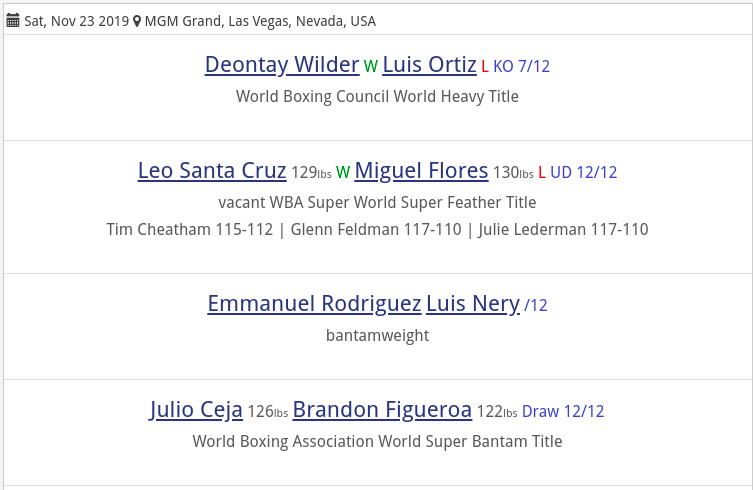 Sat, Nov 23 2019 MGM Grand, Las Vegas, Nevada, USA
Deontay Wilder W Luis Ortiz L KO 7/12
World Boxing Council World Heavy Title
Leo Santa Cruz 129lbs W Miguel Flores 130lbs L UD 12/12
vacant WBA Super World Super Feather Title
Tim Cheatham 115-112 | Glenn Feldman 117-110 | Julie Lederman 117-110
Emmanuel Rodriguez Luis Nery /12
bantamweight
Julio Ceja 126lbs Brandon Figueroa 122lbs Draw 12/12
World Boxing Association World Super Bantam Title